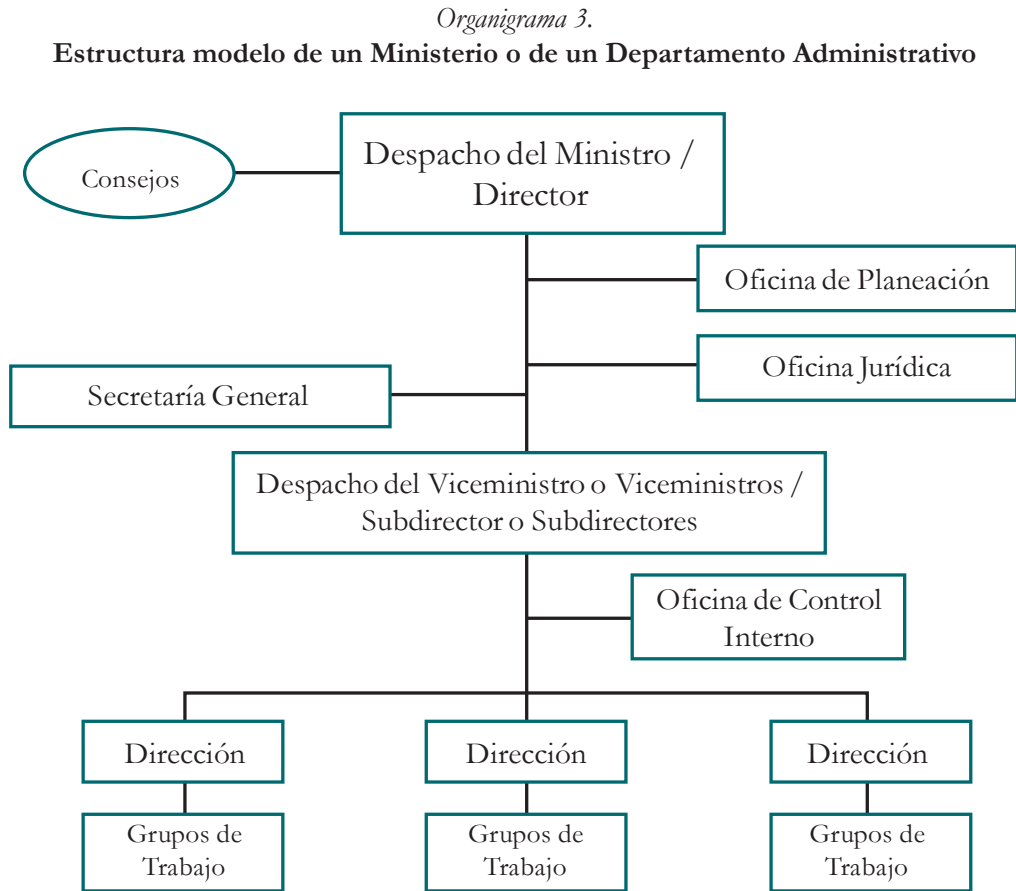 Organigrama 3.
Estructura modelo de un Ministerio o de un Departamento Administrativo
Consejos
Despacho del Ministro /
Director
Oficina de Planeación
Oficina Jurídica
Secretaría General
Despacho del Viceministro o Viceministros /
Subdirector o Subdirectores
Oficina de Control
Interno
Dirección
Dirección
Dirección
Grupos de
Trabajo
Grupos de
Trabajo
Grupos de
Trabajo